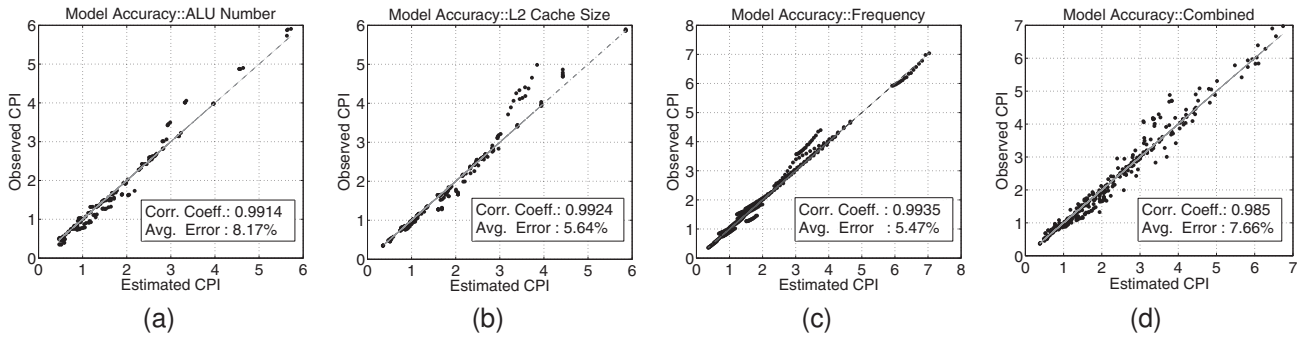 Model Accuracy::ALU Number
6
5
4
3
2
1
0
0 1 2 3 4 5 6
Observed CPI
Estimated CPI
Corr. Coeff.: 0.9914
Avg. Error : 8.17%
(a)
Model Accuracy::L2 Cache Size
6
5
4
3
2
1
0
0 1 2 3 4 5 6
Observed CPI
Estimated CPI
Corr. Coeff.: 0.9924
Avg. Error : 5.64%
(b)
Model Accuracy::Frequency
8
7
6
5
4
3
2
1
0
0 1 2 3 4 5 6 7 8
Observed CPI
Estimated CPI
Corr. Coeff. : 0.9935
Avg. Error : 5.47%
(c)
Model Accuracy::Combined
7
6
5
4
3
2
1
0
0 1 2 3 4 5 6 7
Observed CPI
Estimated CPI
Corr. Coeff.: 0.985
Avg. Error : 7.66%
(d)